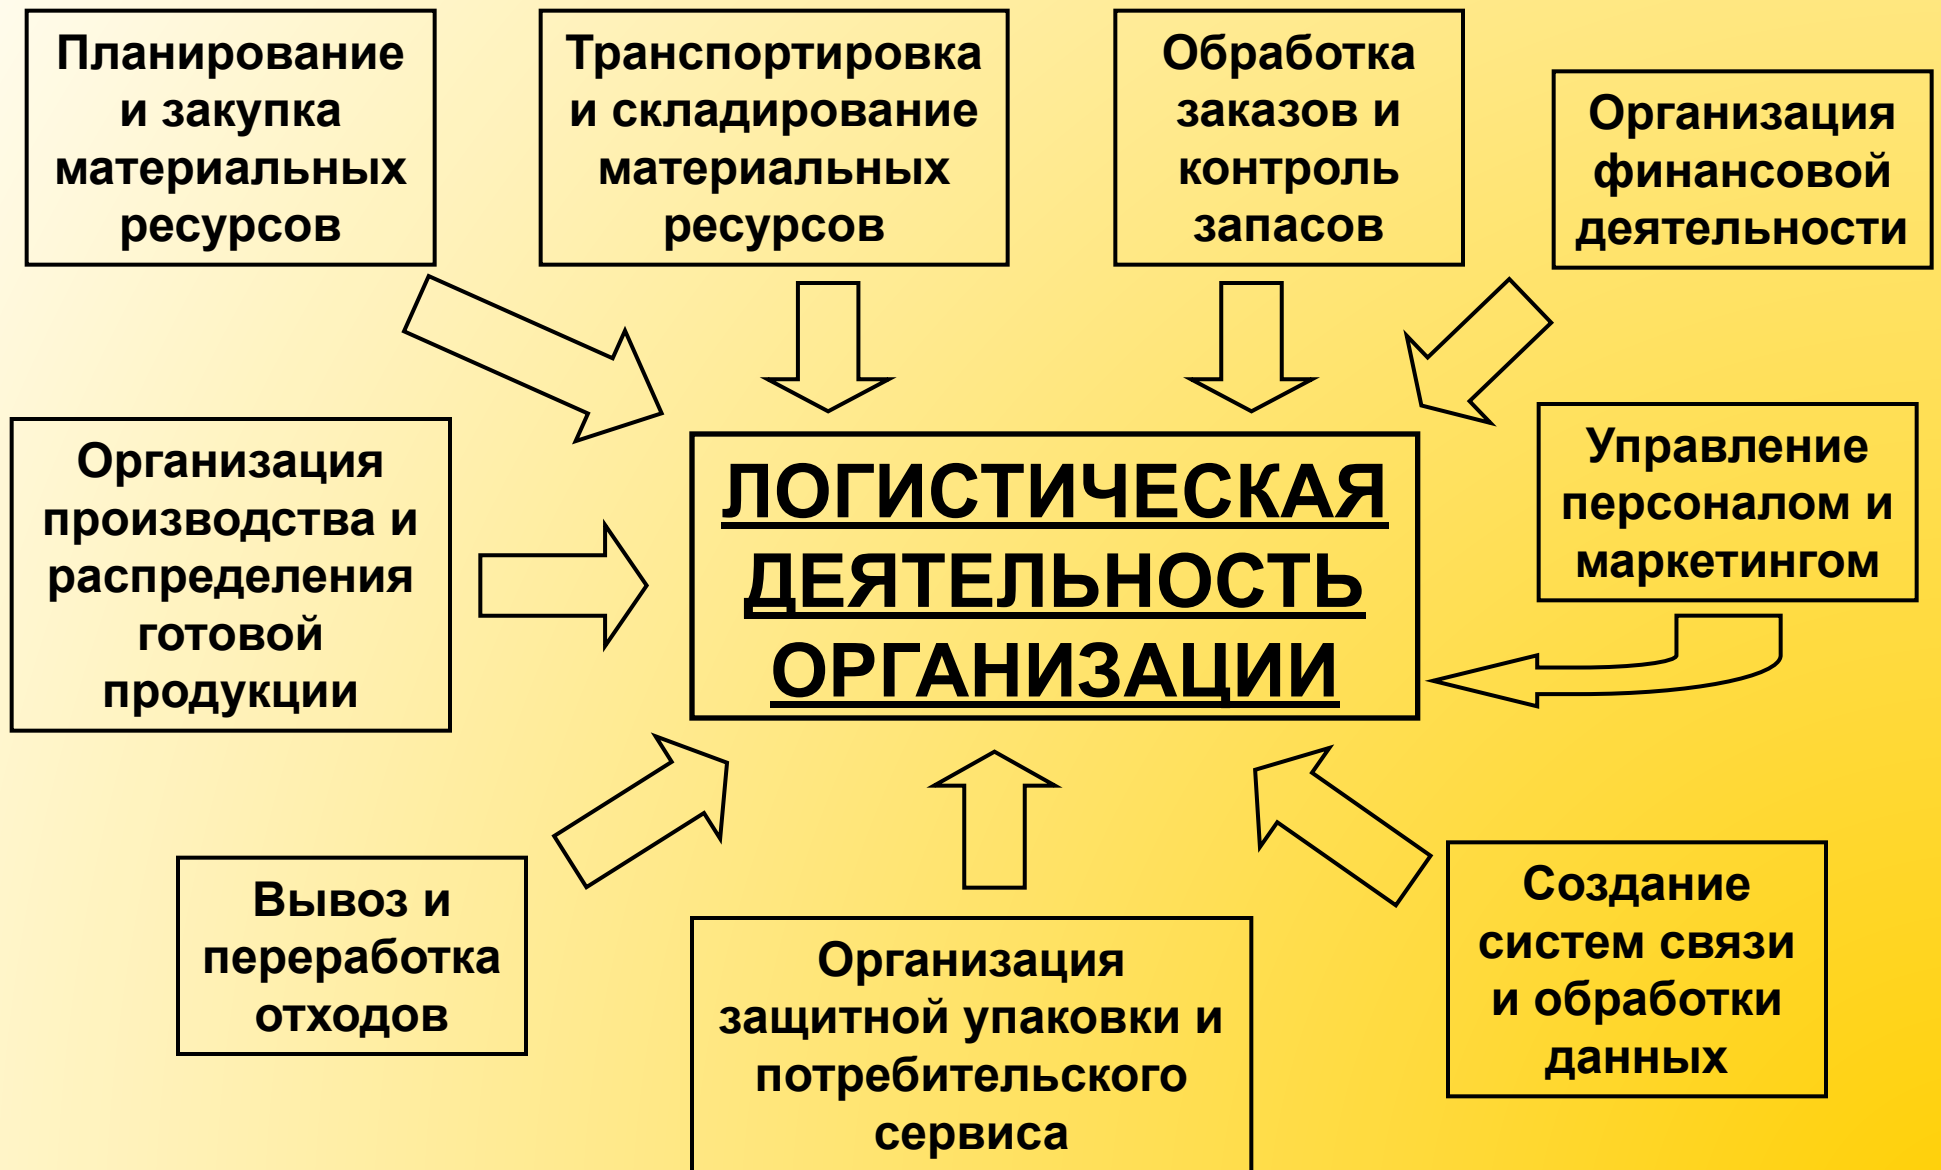 Планирование
и закупка
материальных
ресурсов
Транспортировка
и складирование
материальных
ресурсов
Обработка
заказов и
контроль
запасов
Организация
финансовой
деятельности
Организация
производства и
распределения
готовой
продукции
ЛОГИСТИЧЕСКАЯ
ДЕЯТЕЛЬНОСТЬ
ОРГАНИЗАЦИИ
Управление
персоналом и
маркетингом
Вывоз и
переработка
отходов
Организация
защитной упаковки и
потребительского
сервиса
Создание
систем связи
и обработки
данных